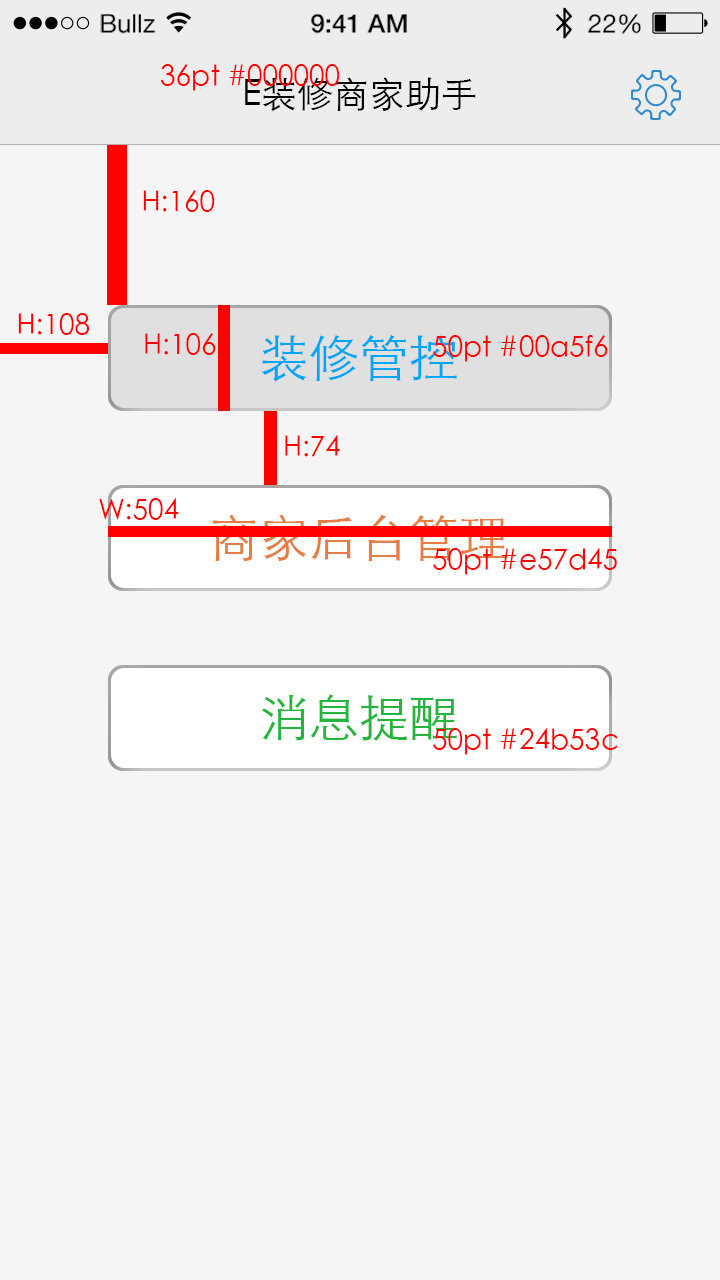 Bullz 9:41 AM 22%
36pt #000000
E装修商家助手
H:160
H:108
H:106 装修管控 50pt #00a5f6
H:74
W:504
商家后台管理
50pt #e57d45
消息提醒
50pt #24b53c